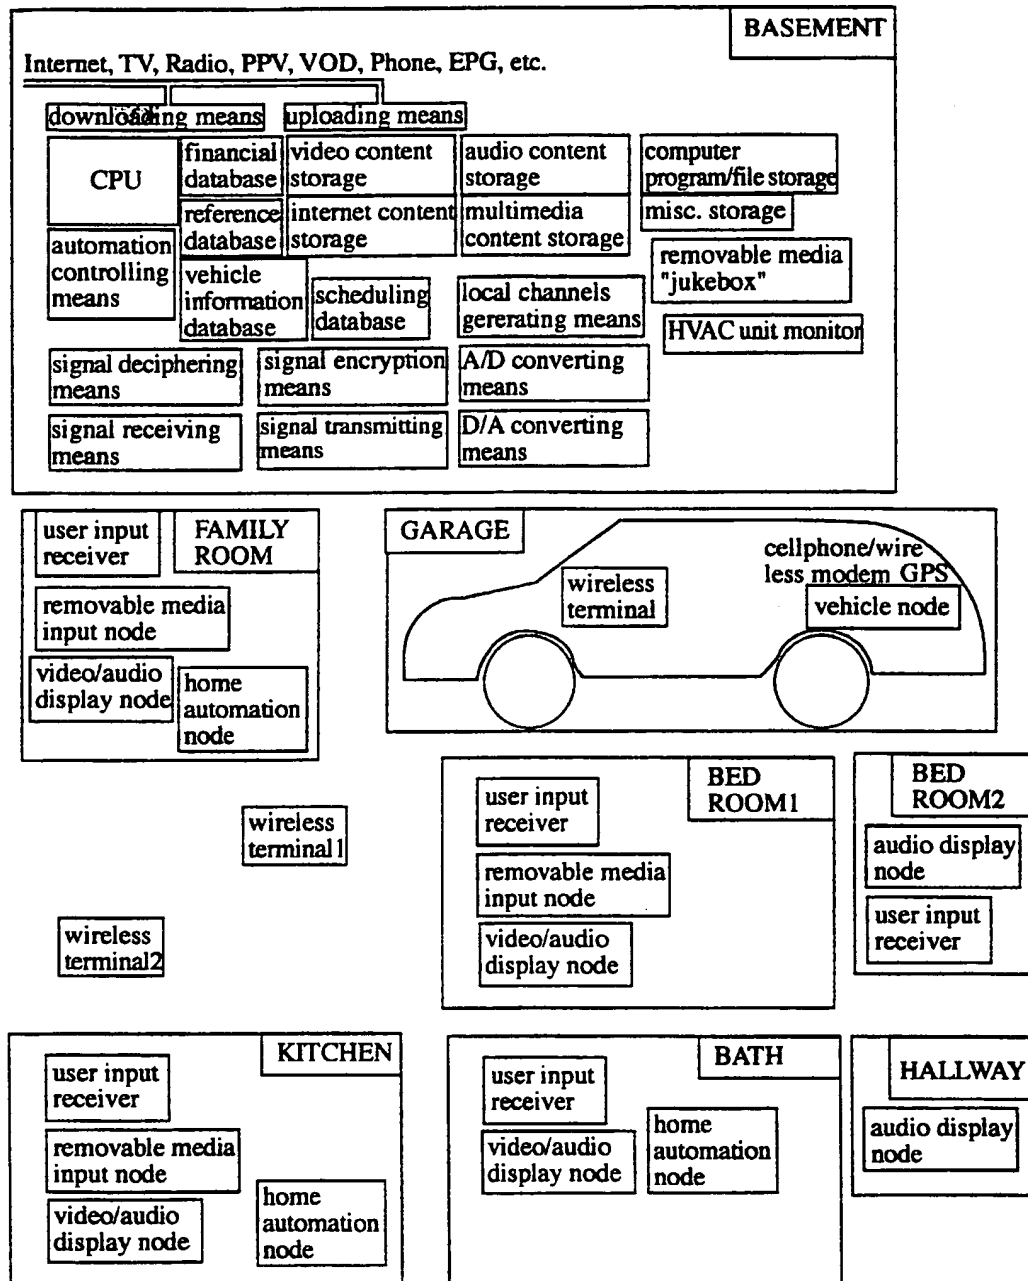 BASEMENT
Internet, TV, Radio, PPV, VOD, Phone, EPG, etc.
downloading means
uploading means
CPU
financial
database
video content
storage
audio content
storage
computer
program/file storage
reference
database
internet content
storage
multimedia
content storage
misc. storage
automation
controlling
means
vehicle
information
database
scheduling
database
local channels
gererating means
removable media
"jukebox"
HVAC unit monitor
signal deciphering
means
signal encryption
means
A/D converting
means
signal receiving
means
signal transmitting
means
D/A converting
means
FAMILY
ROOM
user input
receiver
removable media
input node
video/audio
display node
home
automation
node
GARAGE
wireless
terminal
cellphone/wire
less modem GPS
vehicle node
wireless
terminal1
wireless
terminal2
BED
ROOM1
user input
receiver
removable media
input node
video/audio
display node
BED
ROOM2
audio display
node
user input
receiver
KITCHEN
user input
receiver
removable media
input node
video/audio
display node
home
automation
node
BATH
user input
receiver
video/audio
display node
home
automation
node
HALLWAY
audio display
node